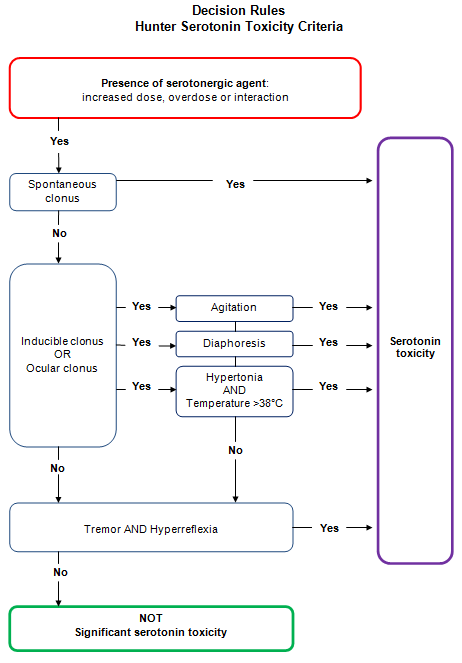 Decision Rules
Hunter Serotonin Toxicity Criteria
Presence of serotonergic agent:
increased dose, overdose or interaction
Yes
Spontaneous
clonus
Yes
No
Inducible clonus
OR
Ocular clonus
Yes
Agitation
Yes
Yes
Diaphoresis
Yes
Yes
Hypertonia
AND
Temperature >38°C
Yes
Serotonin
toxicity
No
No
Tremor AND Hyperreflexia
Yes
No
NOT
Significant serotonin toxicity